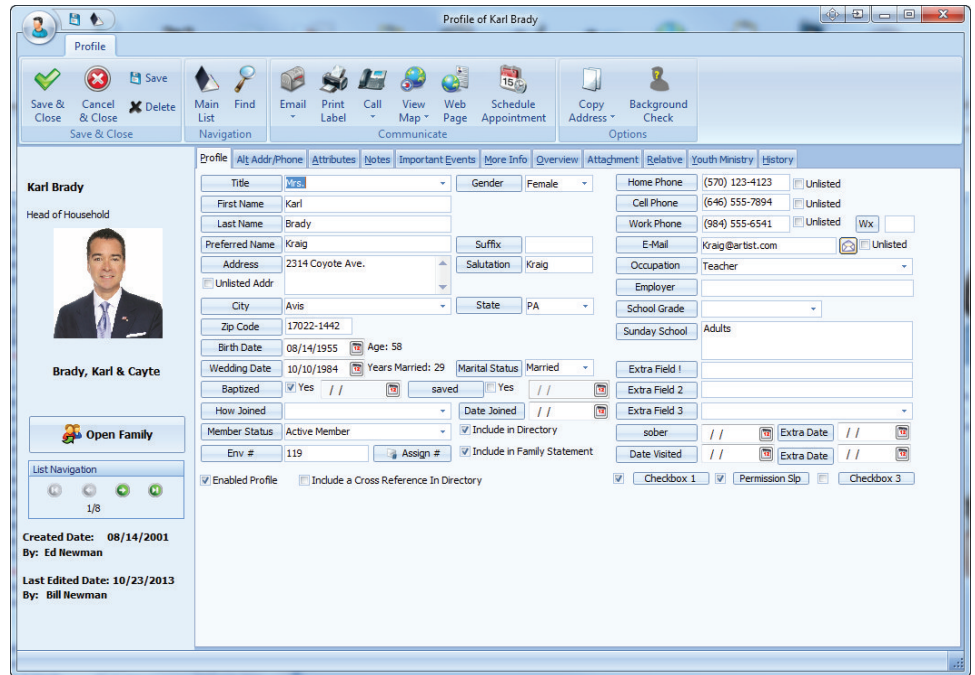 Profile of Karl Brady
Profile
Save & Close
Cancel & Close
Save
Delete
Save & Close
Main List
Find
Navigation
Email
Print Label
Call
View Map
Web Page
15
Schedule Appointment
Communicate
Copy Address
Background Check
Options
Profile Alt Addr/Phone Attributes Notes Important Events More Info Overview Attachment Relative Youth Ministry History
Karl Brady
Head of Household
Brady, Karl & Cayte
Open Family
List Navigation
1/8
Created Date: 08/14/2001
By: Ed Newman
Last Edited Date: 10/23/2013
By: Bill Newman
Title Mrs. Gender Female
First Name Karl
Last Name Brady
Preferred Name Kraig Suffix
Address 2314 Coyote Ave. Salutation Kraig
Unlisted Addr
City Avis State PA
Zip Code 17022-1442
Birth Date 08/14/1955 12 Age: 58
Wedding Date 10/10/1984 12 Years Married: 29 Marital Status Married
Baptized Yes / / 12 saved Yes / / 12
How Joined Date Joined / / 12
Member Status Active Member Include in Directory
Env # 119 Assign # Include in Family Statement
Enabled Profile Include a Cross Reference In Directory
Home Phone (570) 123-4123 Unlisted
Cell Phone (646) 555-7894 Unlisted
Work Phone (984) 555-6541 Unlisted Wx
E-Mail Kraig@artist.com Unlisted
Occupation Teacher
Employer
School Grade
Sunday School Adults
Extra Field !
Extra Field 2
Extra Field 3
sober / / 12 Extra Date / / 12
Date Visited / / 12 Extra Date / / 12
Checkbox 1 Permission Slp Checkbox 3